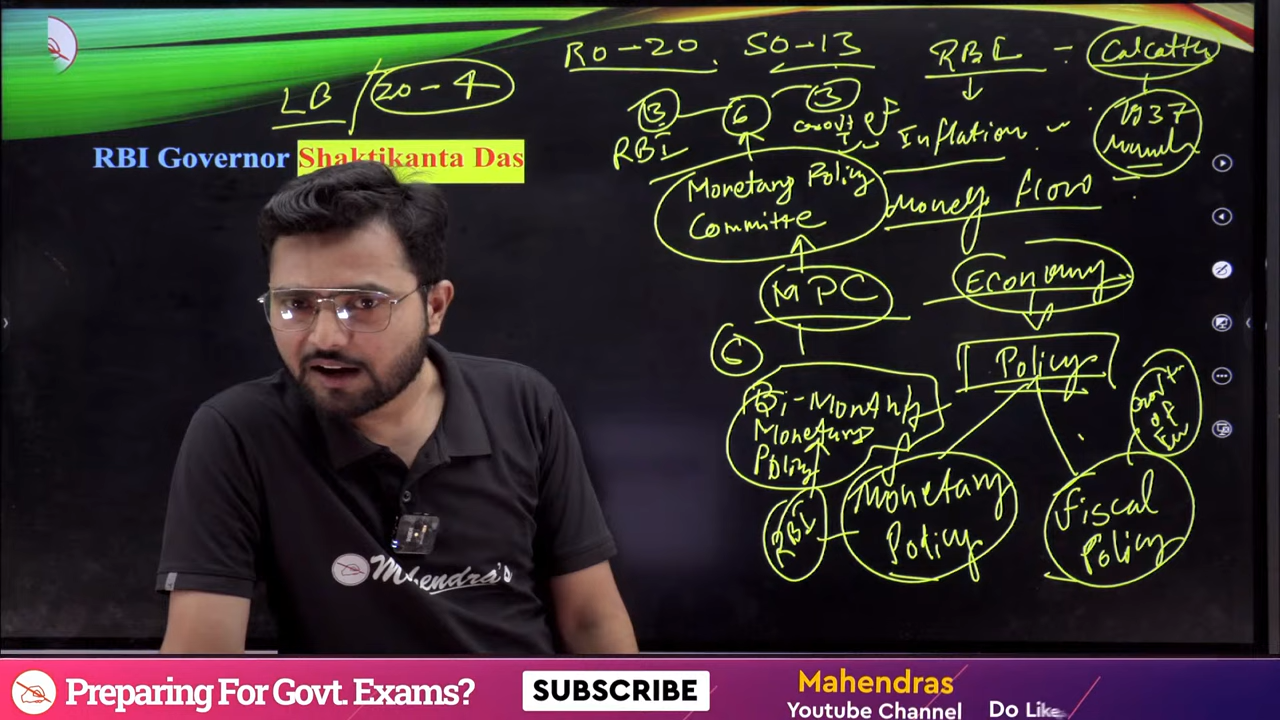 RO-20 SO-13 RBI - Calcatta
LB / 20-4
3 6 3
RBI Govt of Inflation 1937
RBI Governor Shaktikanta Das
Monetary Policy
Committe
Money flow
MPC
Economy
6
Policy
Bi-Monthly
Monetary
Policy
Govt
of
RBI
Monetary
Policy
Fiscal
Policy
Mahendra's
Preparing For Govt. Exams?
SUBSCRIBE
Mahendras
Youtube Channel
Do Like